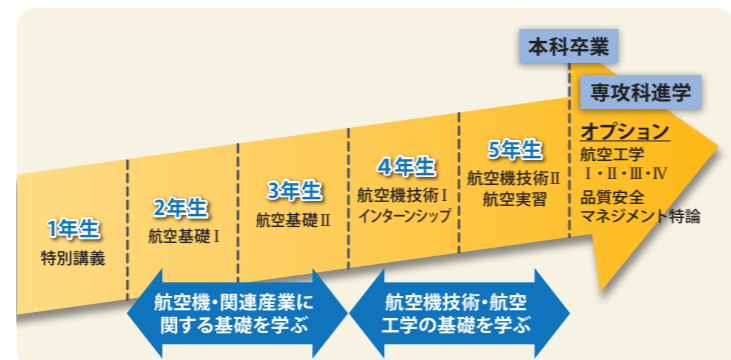 本科卒業
専攻科進学
オプション
航空工学
Ⅰ・Ⅱ・Ⅲ・Ⅳ
品質安全
マネジメント特論
5年生
航空機技術Ⅱ
航空実習
4年生
航空機技術Ⅰ
インターンシップ
3年生
航空基礎Ⅱ
2年生
航空基礎Ⅰ
1年生
特別講義
航空機・関連産業に
関する基礎を学ぶ
航空機技術・航空
工学の基礎を学ぶ